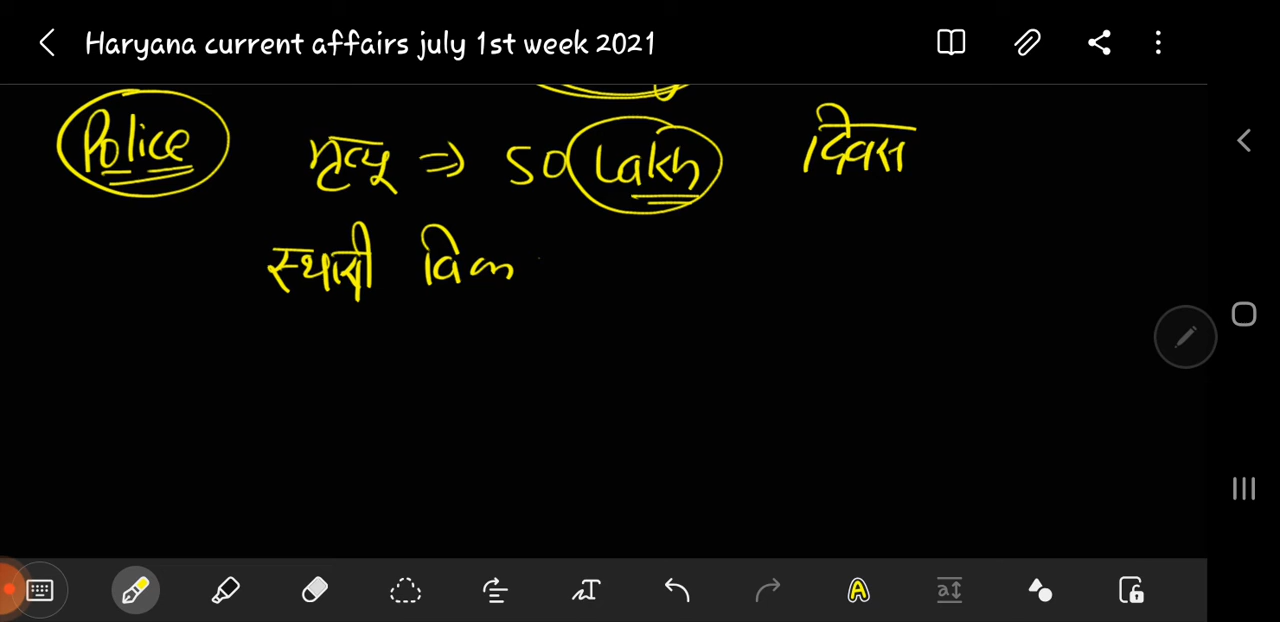 Haryana current affairs july 1st week 2021
Police मृत्यू ⇒ 50 Lakh दिवस
स्थायी विक